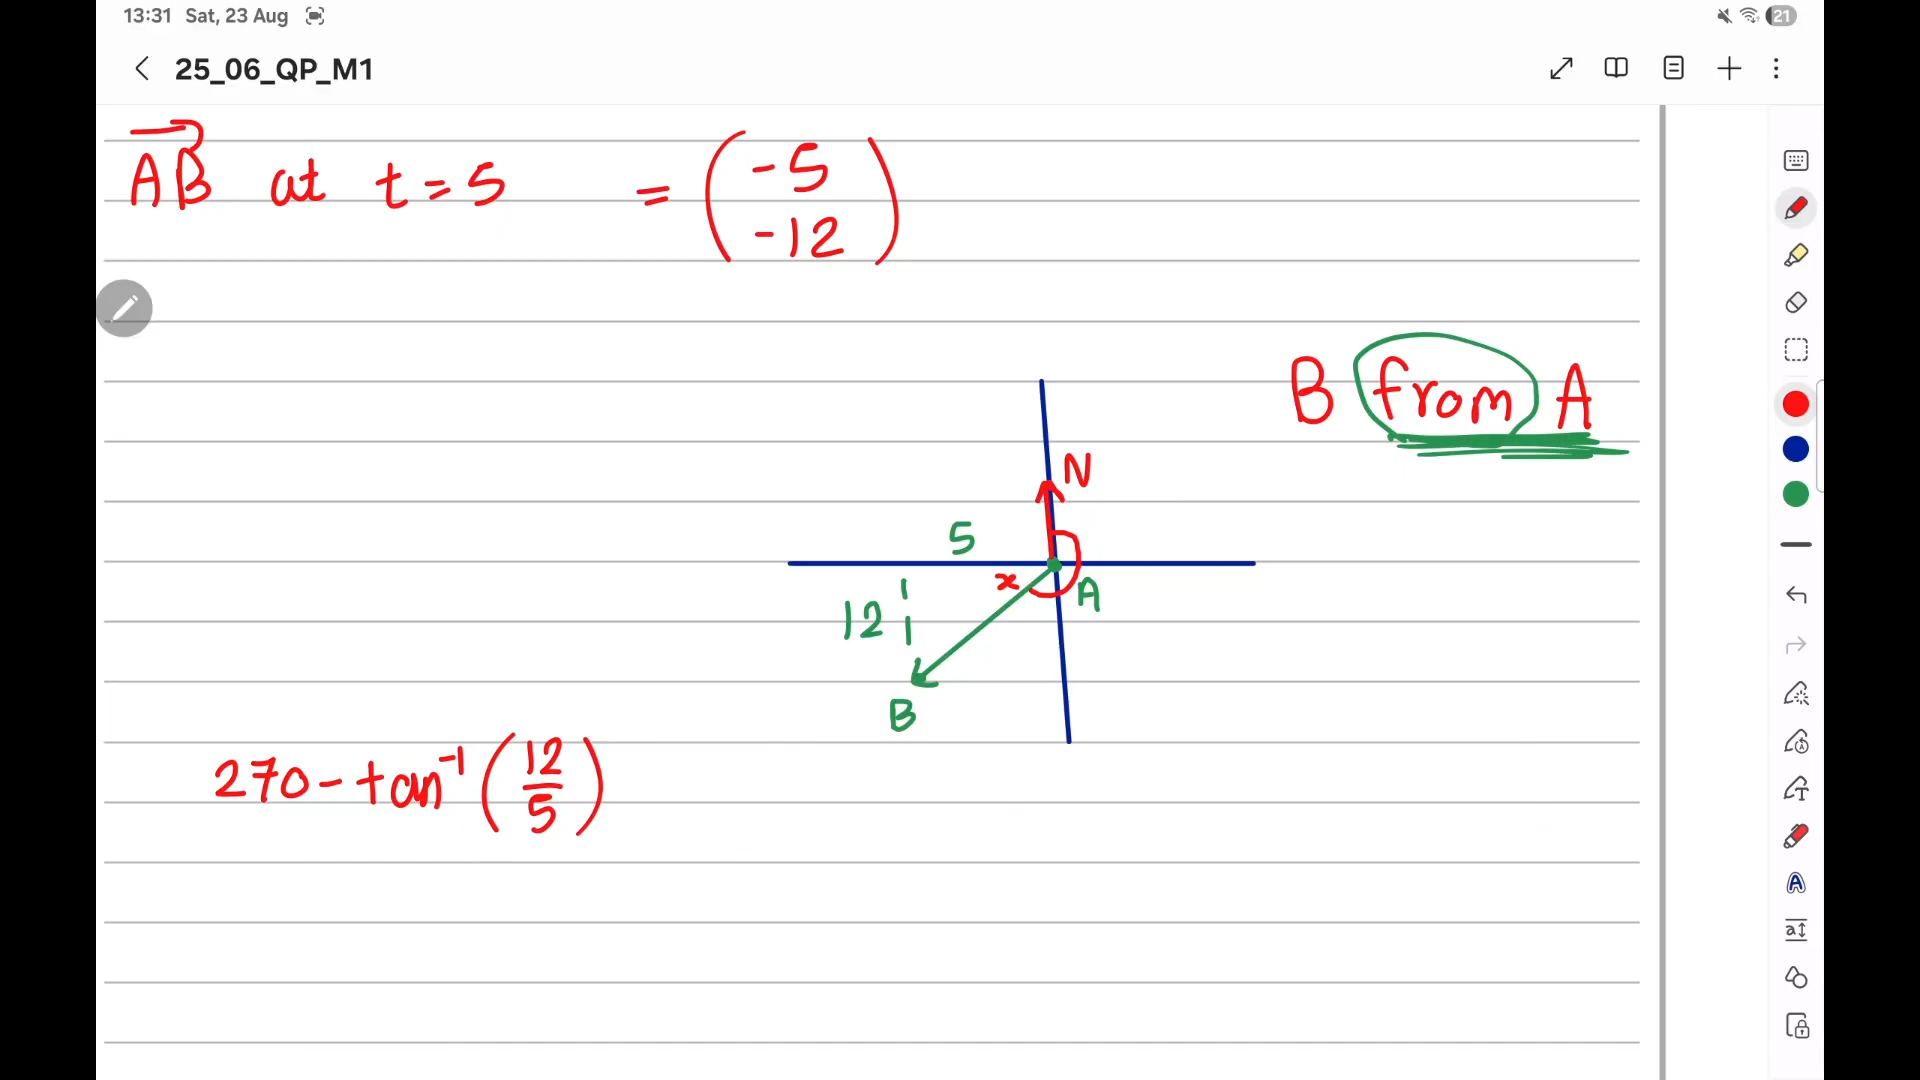 13:31 Sat, 23 Aug 21
25_06_QP_M1
AB at t = 5 = (-5
-12)
B from A
N
5
x
A
12
B
270 - tan⁻¹ (12/5)